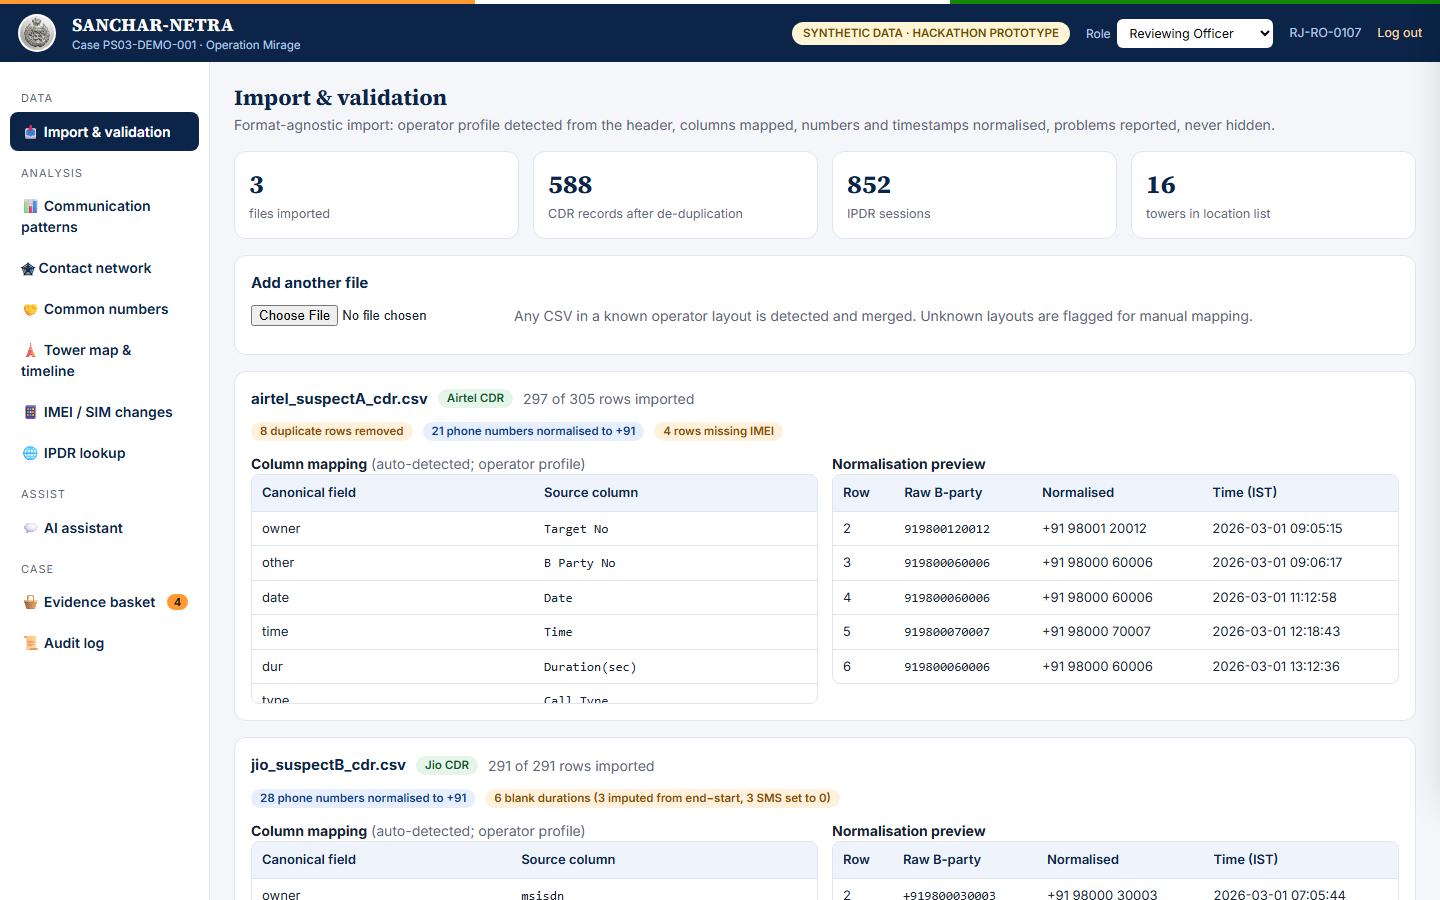 SANCHAR-NETRA
Case PS03-DEMO-001 · Operation Mirage
SYNTHETIC DATA · HACKATHON PROTOTYPE
Role
Reviewing Officer
RJ-RO-0107
Log out
DATA
Import & validation
ANALYSIS
Communication
patterns
Contact network
Common numbers
Tower map &
timeline
IMEI / SIM changes
IPDR lookup
ASSIST
AI assistant
CASE
Evidence basket 4
Audit log
Import & validation
Format-agnostic import: operator profile detected from the header, columns mapped, numbers and timestamps normalised, problems reported, never hidden.
3
files imported
588
CDR records after de-duplication
852
IPDR sessions
16
towers in location list
Add another file
Choose File No file chosen
Any CSV in a known operator layout is detected and merged. Unknown layouts are flagged for manual mapping.
airtel_suspectA_cdr.csv Airtel CDR 297 of 305 rows imported
8 duplicate rows removed 21 phone numbers normalised to +91 4 rows missing IMEI
Column mapping (auto-detected; operator profile)
Canonical field Source column
owner Target No
other B Party No
date Date
time Time
dur Duration(sec)
type Call Type
Normalisation preview
Row Raw B-party Normalised Time (IST)
2 919800120012 +91 98001 20012 2026-03-01 09:05:15
3 919800060006 +91 98000 60006 2026-03-01 09:06:17
4 919800060006 +91 98000 60006 2026-03-01 11:12:58
5 919800070007 +91 98000 70007 2026-03-01 12:18:43
6 919800060006 +91 98000 60006 2026-03-01 13:12:36
jio_suspectB_cdr.csv Jio CDR 291 of 291 rows imported
28 phone numbers normalised to +91 6 blank durations (3 imputed from end−start, 3 SMS set to 0)
Column mapping (auto-detected; operator profile)
Canonical field Source column
owner msisdn
Normalisation preview
Row Raw B-party Normalised Time (IST)
2 +919800030003 +91 98000 30003 2026-03-01 07:05:44